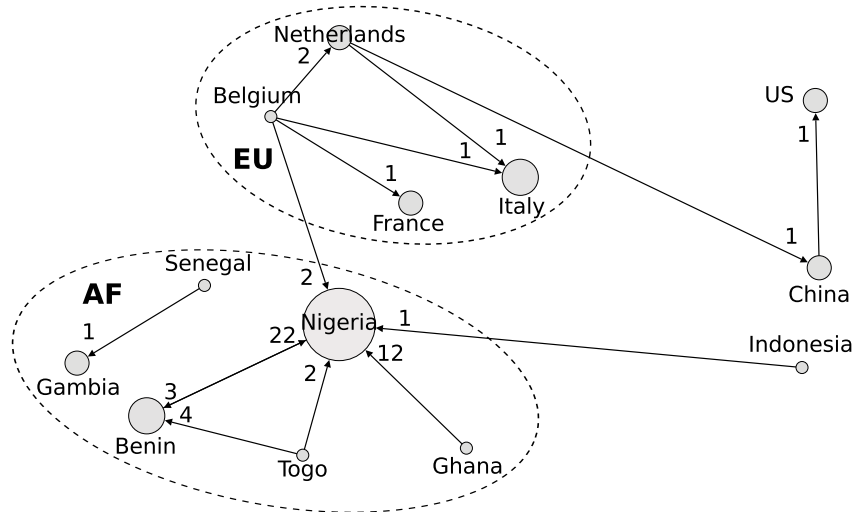 Netherlands
2
Belgium
US
1
1
EU
1
1
Italy
France
1
Senegal
AF
2
China
Nigeria
1
Indonesia
1
22
12
Gambia
2
3
4
Benin
Togo
Ghana